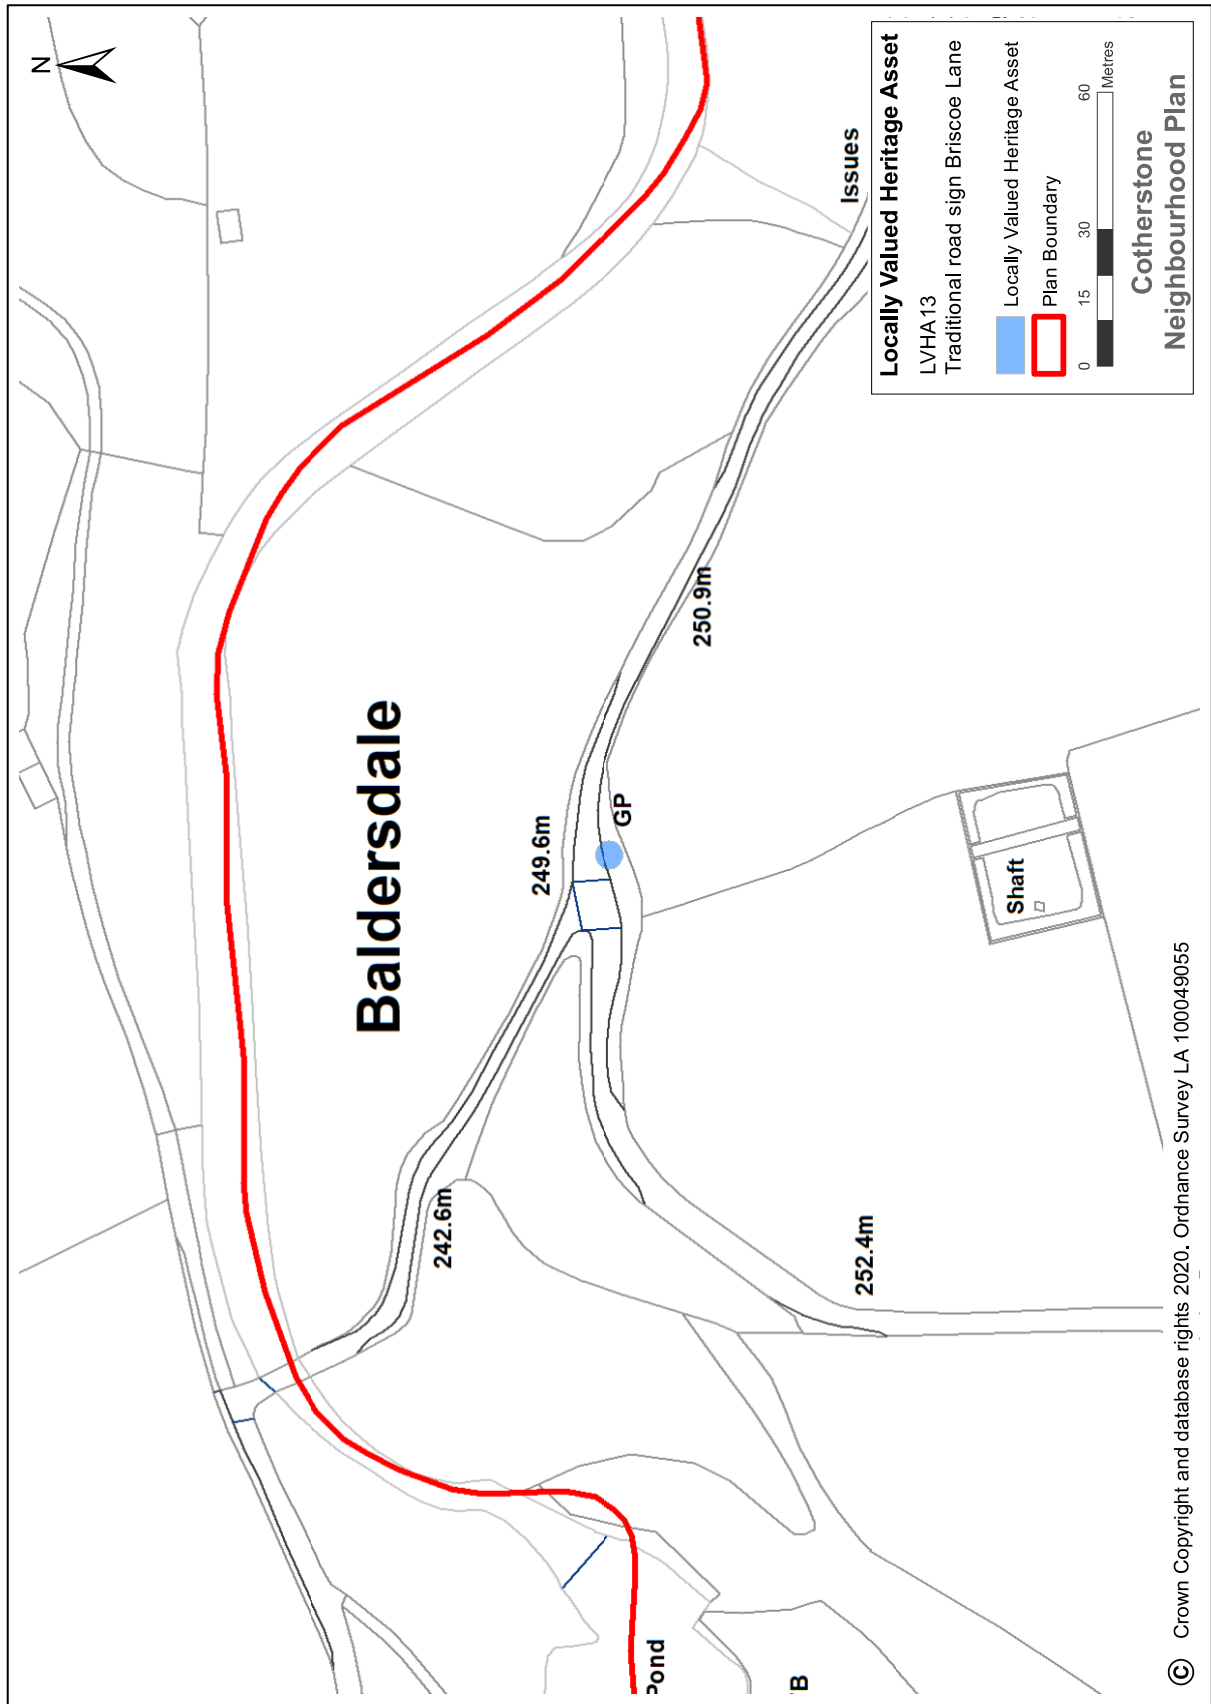 N
Issues
250.9m
Baldersdale
249.6m
GP
Shaft
242.6m
252.4m
Pond
Locally Valued Heritage Asset
LVHA13
Traditional road sign Briscoe Lane
Locally Valued Heritage Asset
Plan Boundary
0 15 30 60
Metres
Cotherstone
Neighbourhood Plan
© Crown Copyright and database rights 2020. Ordnance Survey LA 100049055